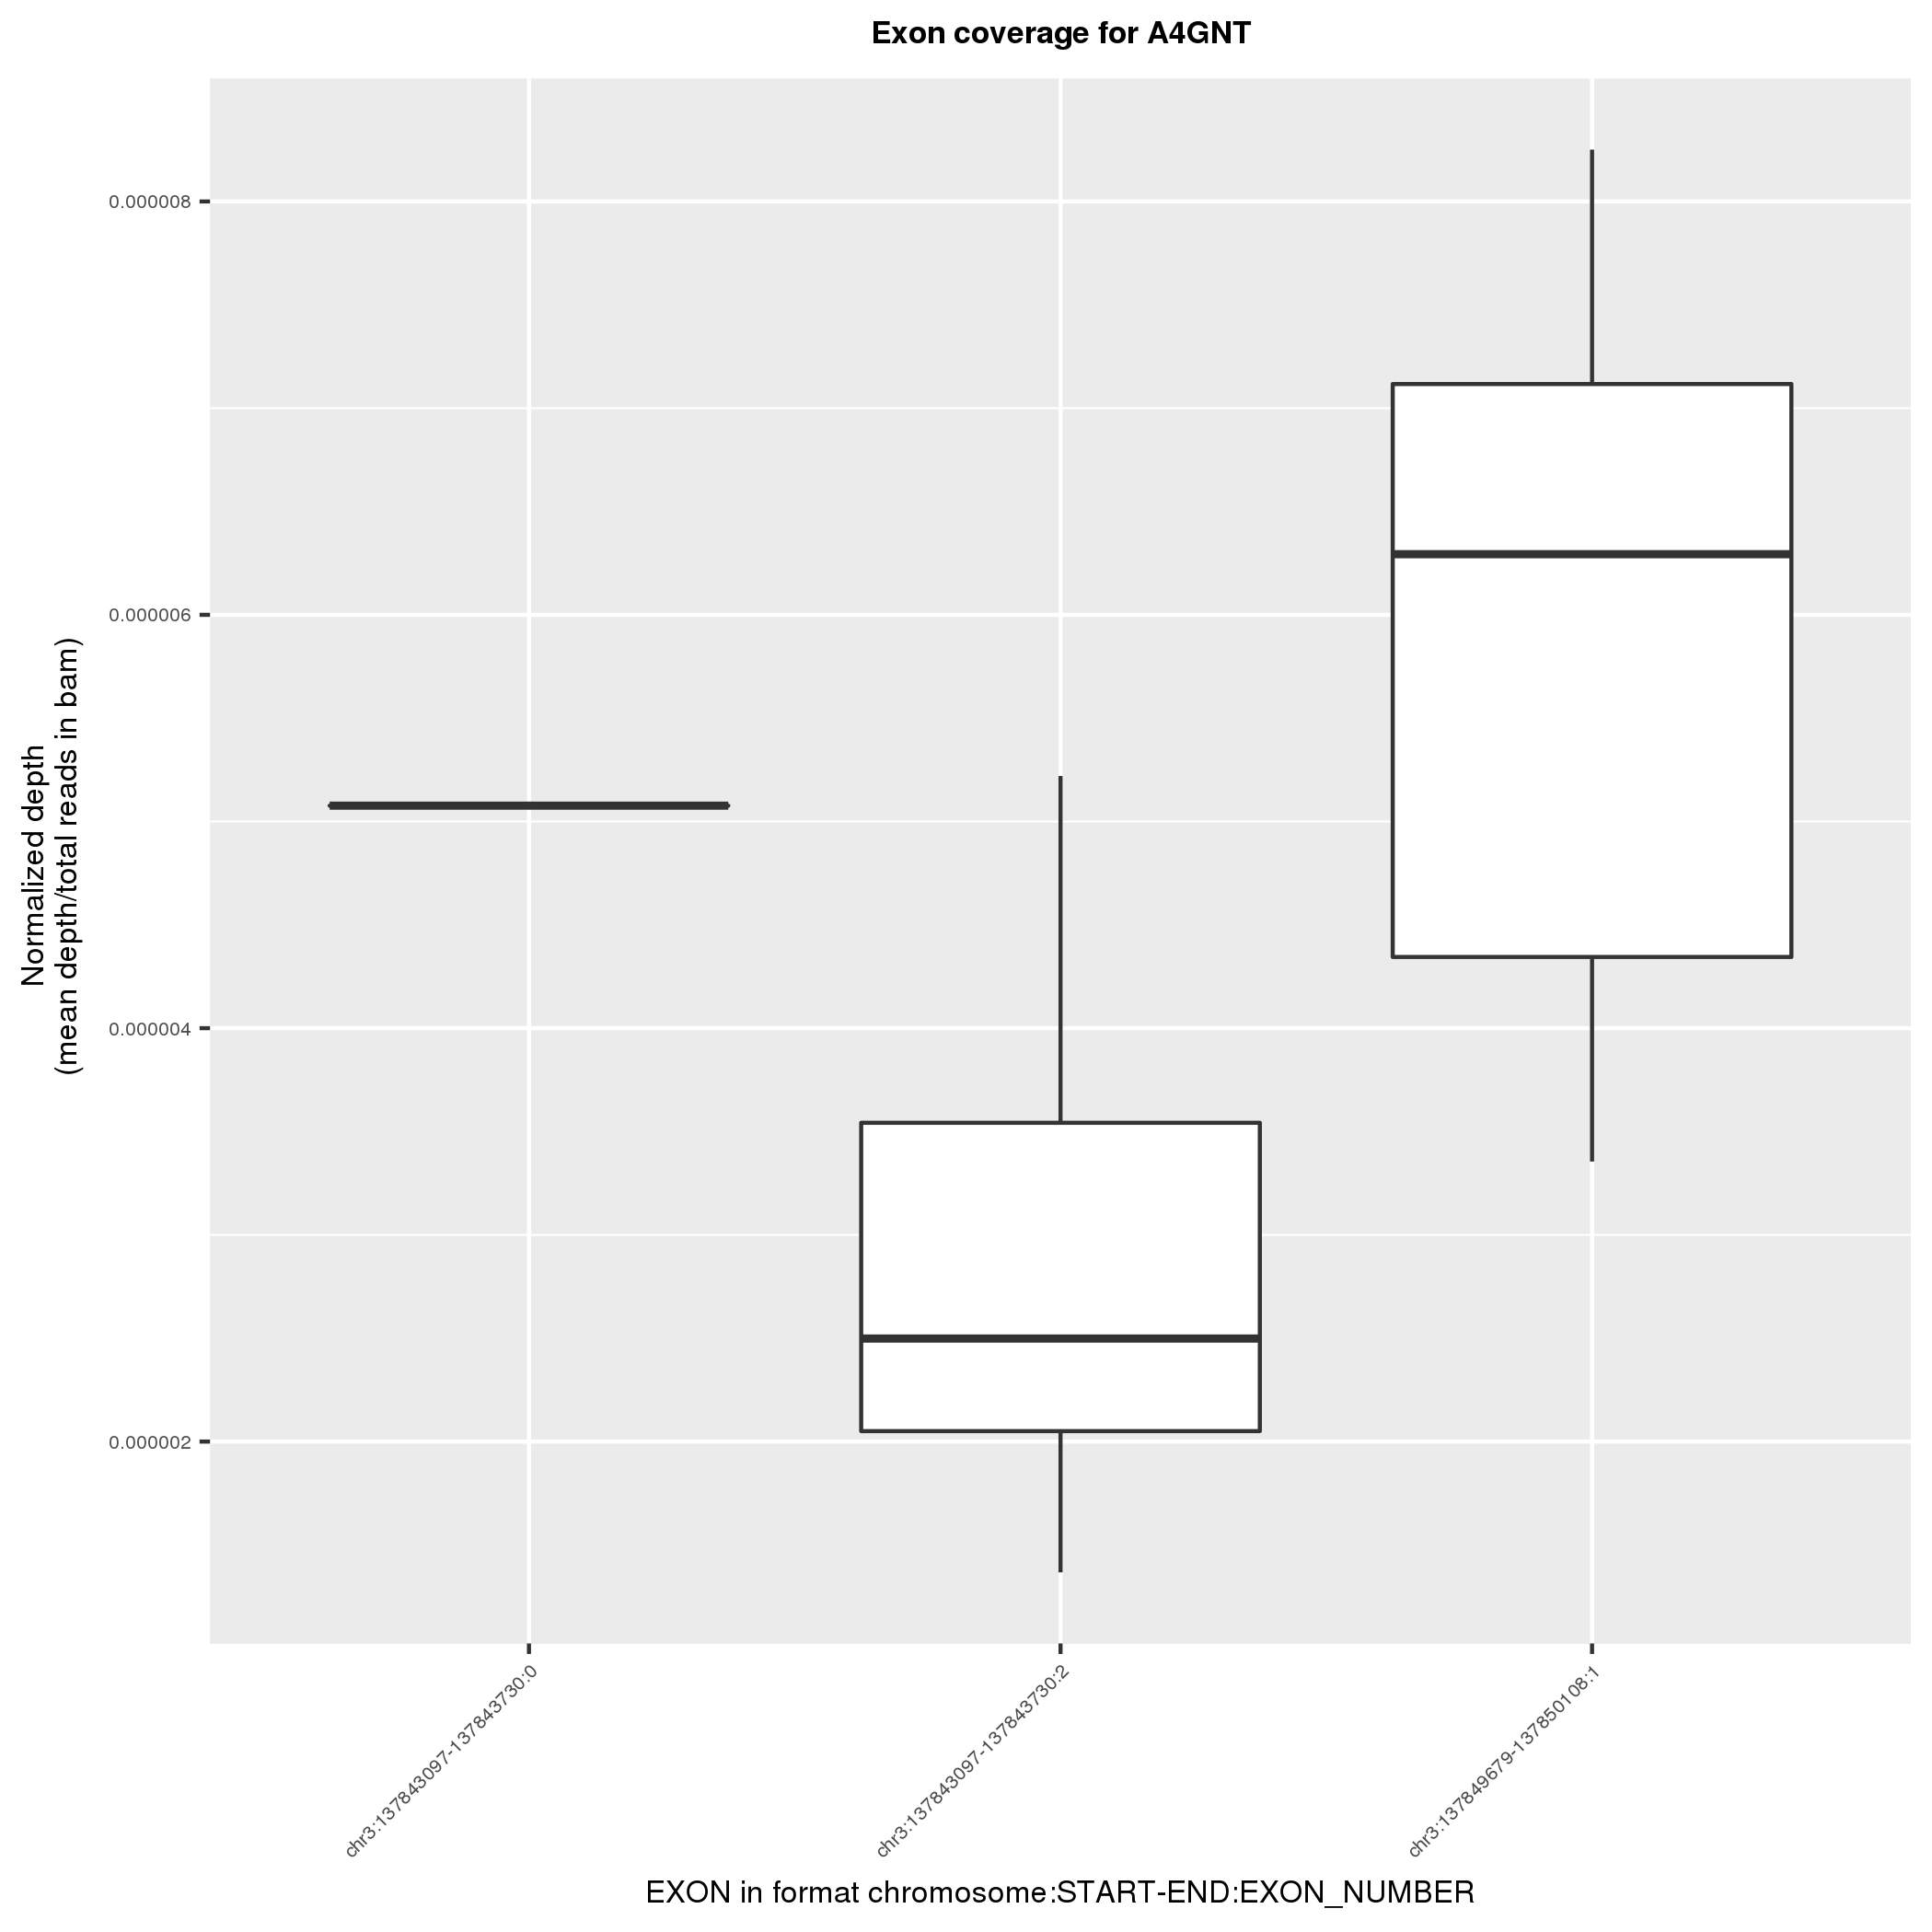 Exon coverage for A4GNT
Normalized depth
(mean depth/total reads in bam)
0.000008
0.000006
0.000004
0.000002
chr3:137843097-137843730:0
chr3:137843097-137843730:2
chr3:137849679-137850108:1
EXON in format chromosome:START-END:EXON_NUMBER